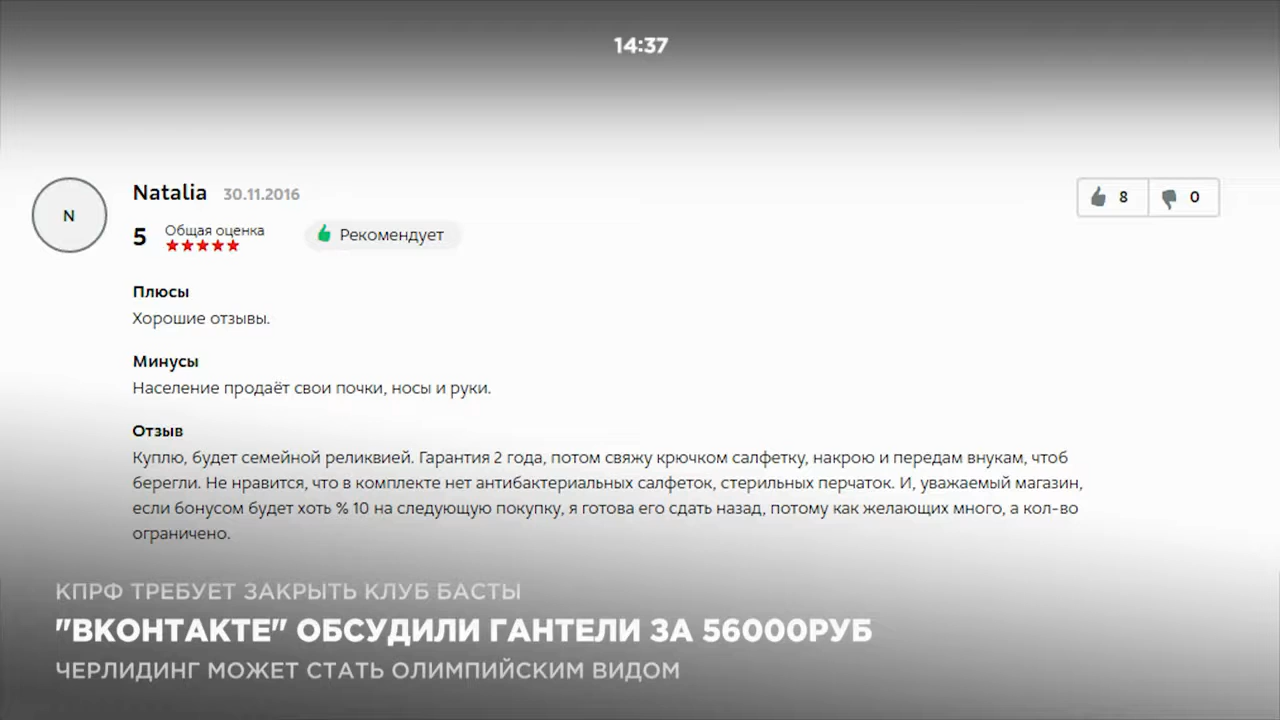 14:37
N
Natalia 30.11.2016
8 0
5 Общая оценка
Рекомендует
Плюсы
Хорошие отзывы.
Минусы
Население продаёт свои почки, носы и руки.
Отзыв
Куплю, будет семейной реликвией. Гарантия 2 года, потом свяжу крючком салфетку, накрою и передам внукам, чтоб
берегли. Не нравится, что в комплекте нет антибактериальных салфеток, стерильных перчаток. И, уважаемый магазин,
если бонусом будет хоть % 10 на следующую покупку, я готова его сдать назад, потому как желающих много, а кол-во
ограничено.
КПРФ ТРЕБУЕТ ЗАКРЫТЬ КЛУБ БАСТЫ
"ВКОНТАКТЕ" ОБСУДИЛИ ГАНТЕЛИ ЗА 56000РУБ
ЧЕРЛИДИНГ МОЖЕТ СТАТЬ ОЛИМПИЙСКИМ ВИДОМ